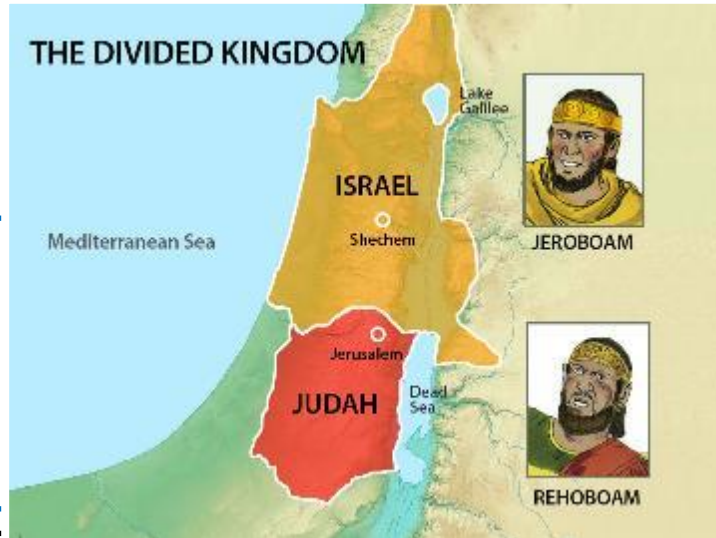 THE DIVIDED KINGDOM
Lake
Galilee
ISRAEL
Shechem
Mediterranean Sea
JEROBOAM
Jerusalem
JUDAH
Dead
Sea
REHOBOAM